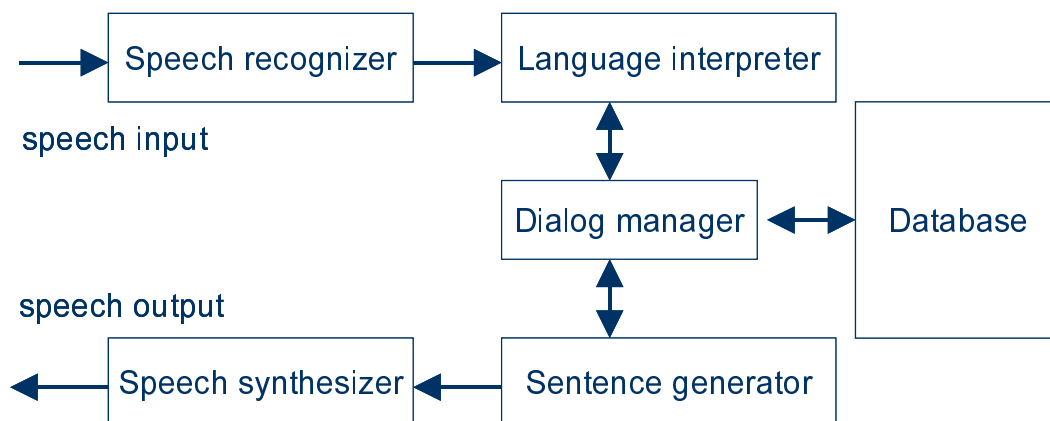 Speech recognizer
Language interpreter
speech input
Dialog manager
Database
speech output
Speech synthesizer
Sentence generator